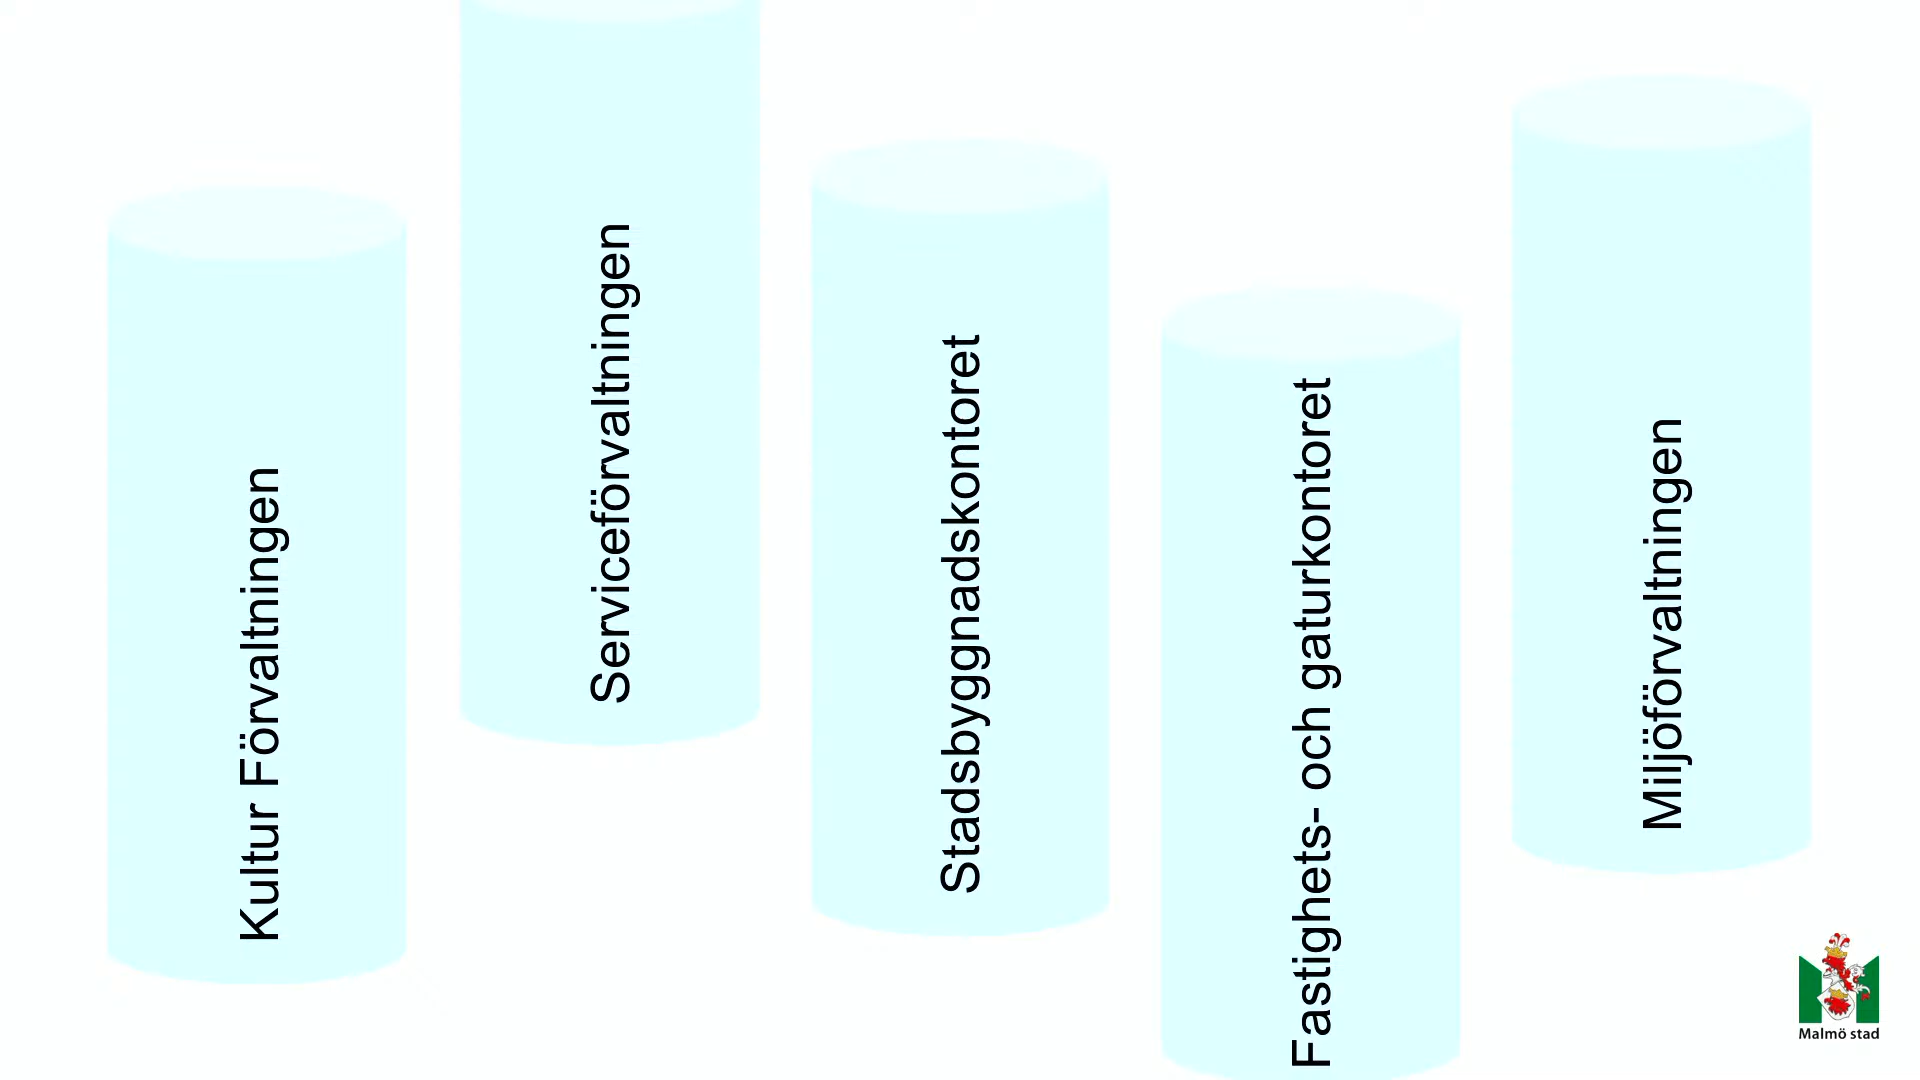 Kultur Förvaltningen
Serviceförvaltningen
Stadsbyggnadskontoret
Fastighets- och gaturkontoret
Miljöförvaltningen
Malmö stad